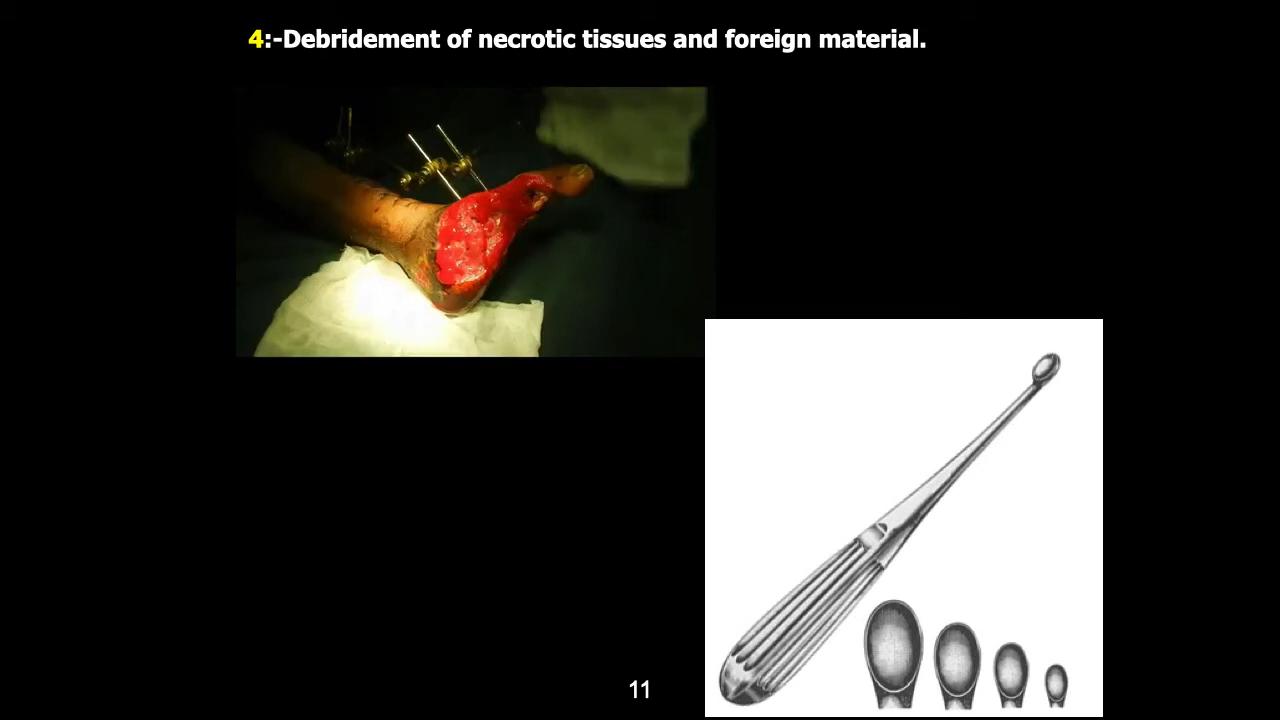 4:-Debridement of necrotic tissues and foreign material.
11